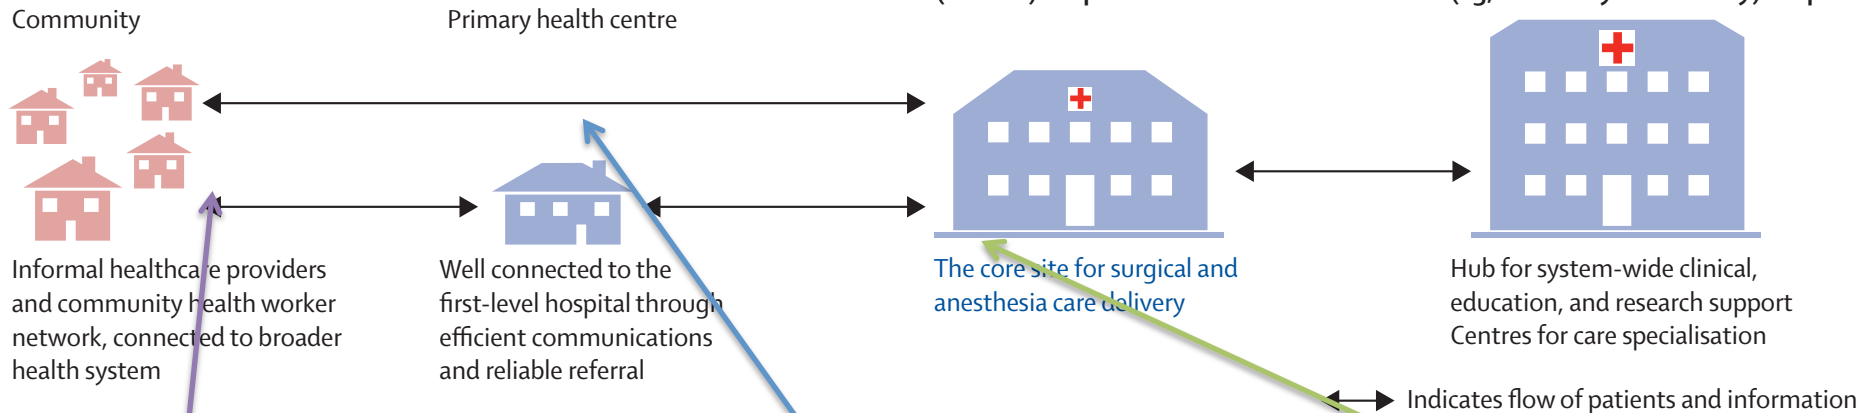 Community
Primary health centre
Informal healthcare providers
and community health worker
network, connected to broader
health system
Well connected to the
first-level hospital through
efficient communications
and reliable referral
The core site for surgical and
anesthesia care delivery
Hub for system-wide clinical,
education, and research support
Centres for care specialisation
Indicates flow of patients and information